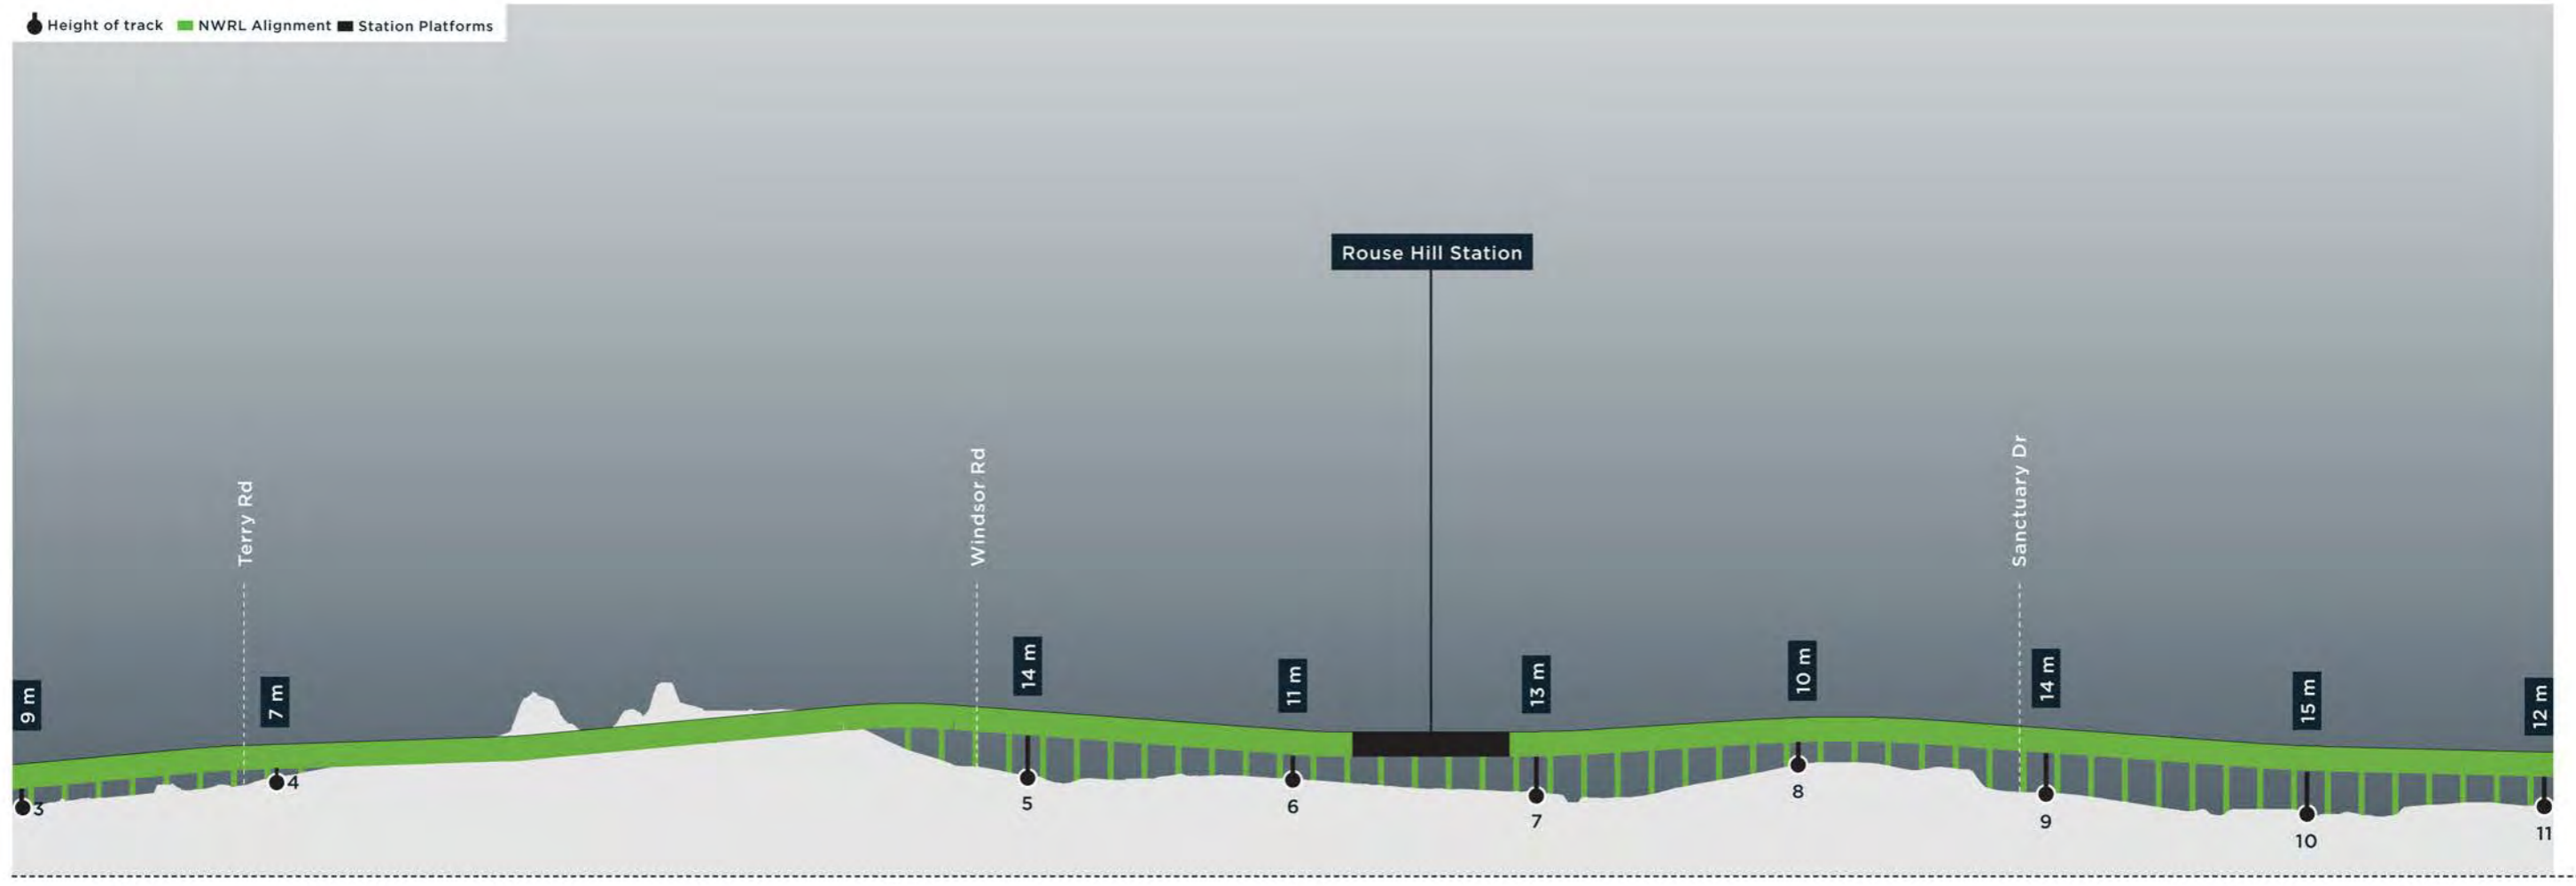 Height of track NWRL Alignment Station Platforms
Rouse Hill Station
Terry Rd
Windsor Rd
Sanctuary Dr
9 m
7 m
14 m
11 m
13 m
10 m
14 m
15 m
12 m
3
4
5
6
7
8
9
10
11